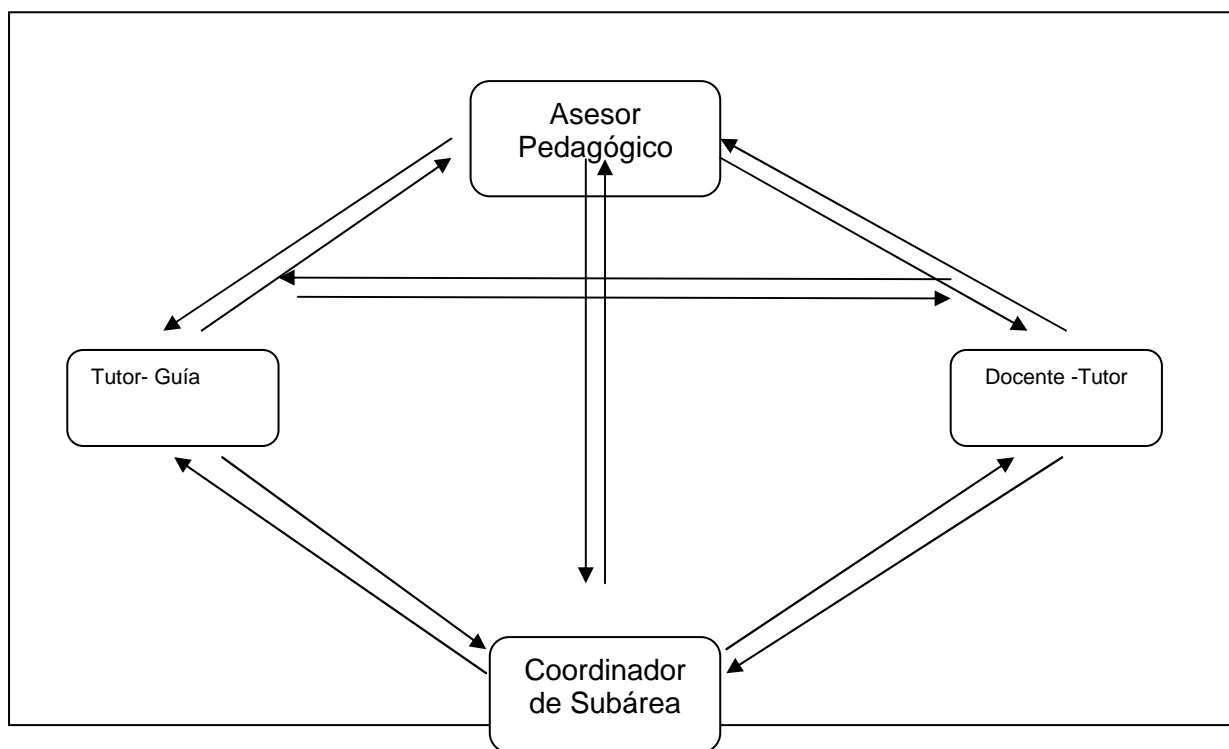 Asesor
Pedagógico
Tutor- Guía
Docente -Tutor
Coordinador
de Subárea